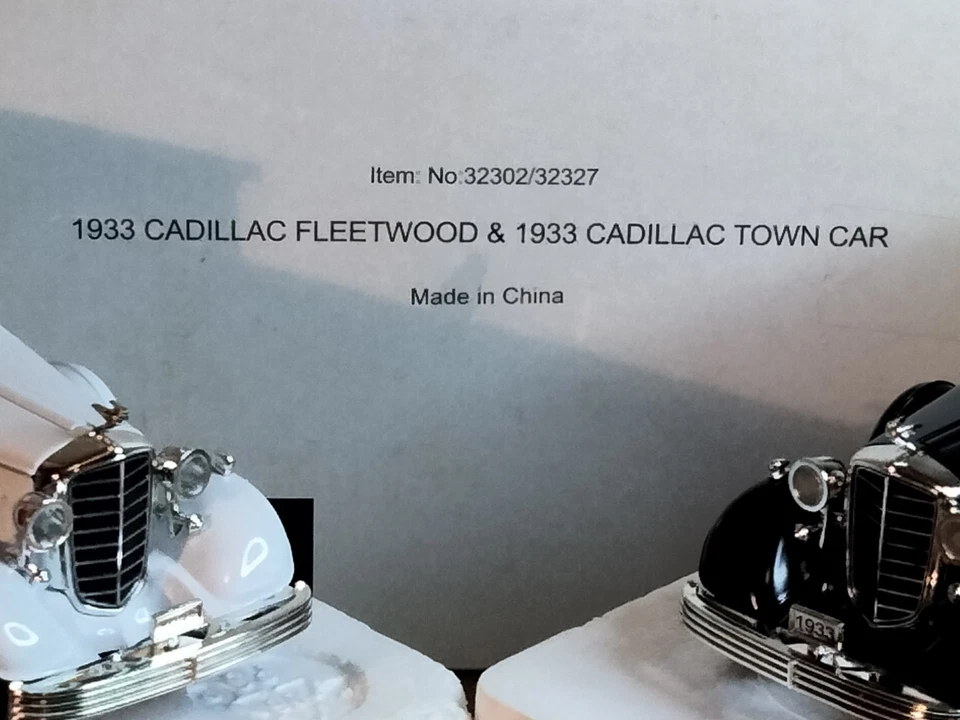 Item: No:32302/32327
1933 CADILLAC FLEETWOOD & 1933 CADILLAC TOWN CAR
Made in China
1933